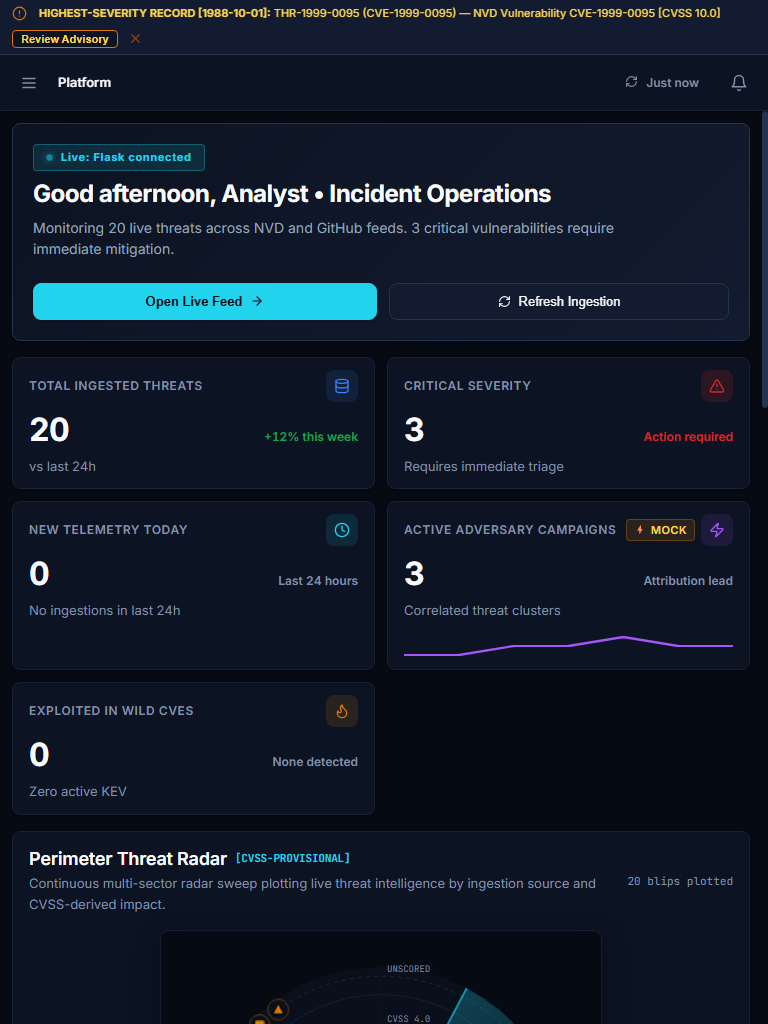 HIGHEST-SEVERITY RECORD [1988-10-01]: THR-1999-0095 (CVE-1999-0095) — NVD Vulnerability CVE-1999-0095 [CVSS 10.0]
Review Advisory
Platform
Just now
Live: Flask connected
Good afternoon, Analyst • Incident Operations
Monitoring 20 live threats across NVD and GitHub feeds. 3 critical vulnerabilities require
immediate mitigation.
Open Live Feed →
Refresh Ingestion
TOTAL INGESTED THREATS
20
+12% this week
vs last 24h
CRITICAL SEVERITY
3
Action required
Requires immediate triage
NEW TELEMETRY TODAY
0
Last 24 hours
No ingestions in last 24h
ACTIVE ADVERSARY CAMPAIGNS
MOCK
3
Attribution lead
Correlated threat clusters
EXPLOITED IN WILD CVES
0
None detected
Zero active KEV
Perimeter Threat Radar [CVSS-PROVISIONAL]
Continuous multi-sector radar sweep plotting live threat intelligence by ingestion source and
CVSS-derived impact.
20 blips plotted
UNSCORED
CVSS 4.0